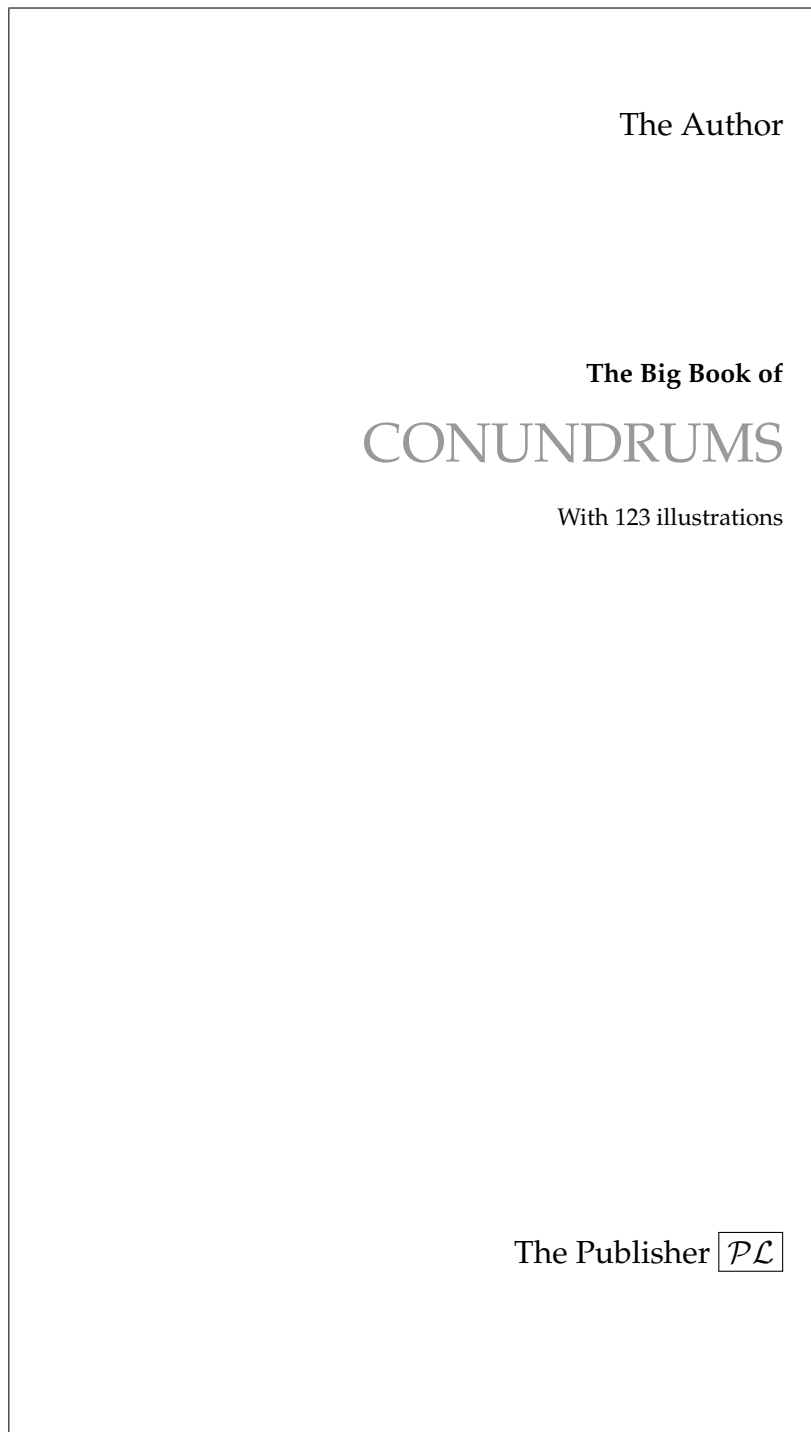 The Author
The Big Book of
CONUNDRUMS
With 123 illustrations
The Publisher 𝒫ℒ